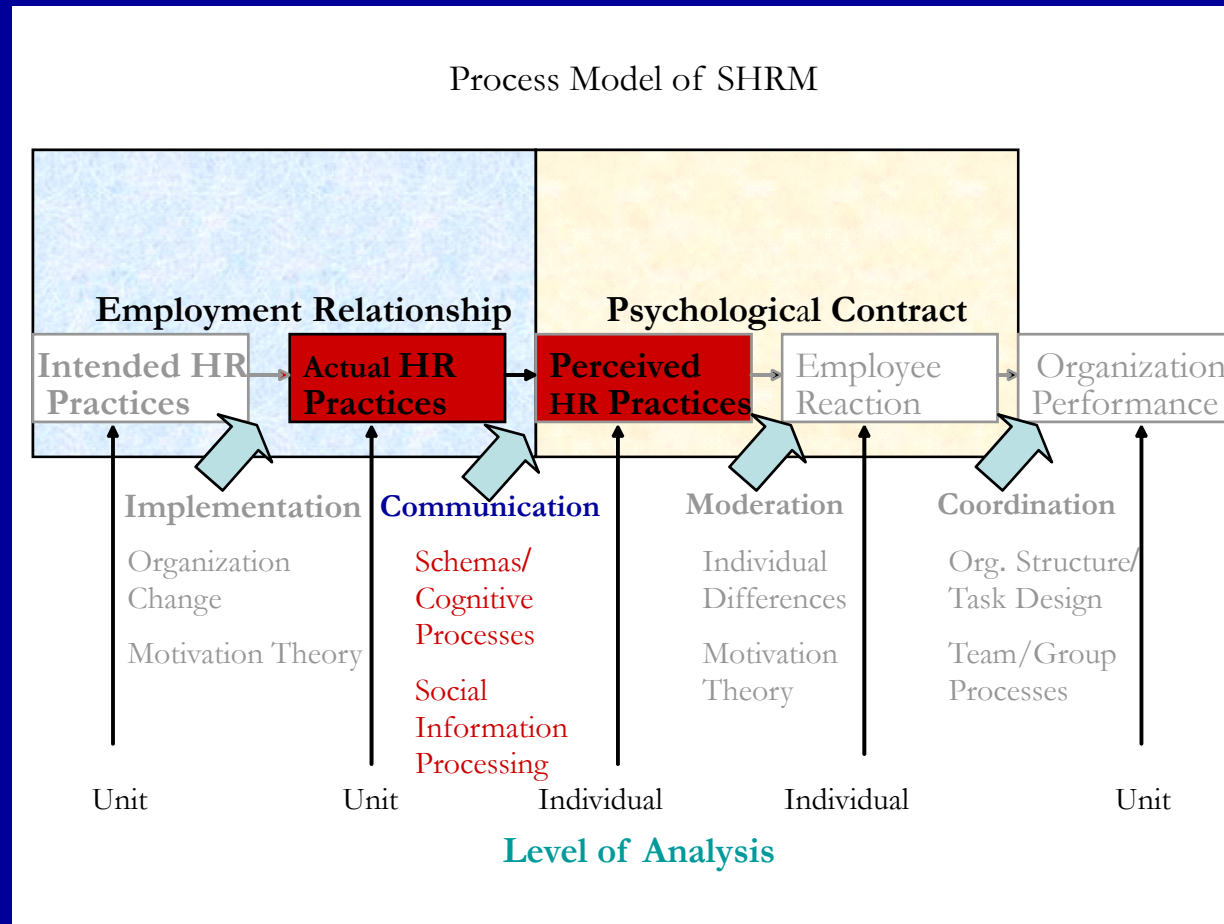 Process Model of SHRM
Employment Relationship
Psychological Contract
Intended HR
Practices
Actual HR
Practices
Perceived
HR Practices
Employee
Reaction
Organization
Performance
Implementation
Organization
Change
Motivation Theory
Communication
Schemas/
Cognitive
Processes
Social
Information
Processing
Moderation
Individual
Differences
Motivation
Theory
Coordination
Org. Structure/
Task Design
Team/Group
Processes
Unit
Unit
Individual
Individual
Unit
Level of Analysis